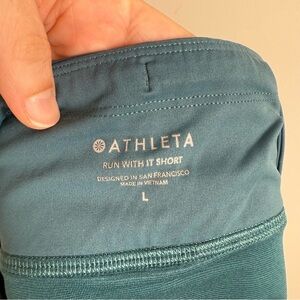 ATHLETA
RUN WITH IT SHORT
DESIGNED IN SAN FRANCISCO
MADE IN VIETNAM
L